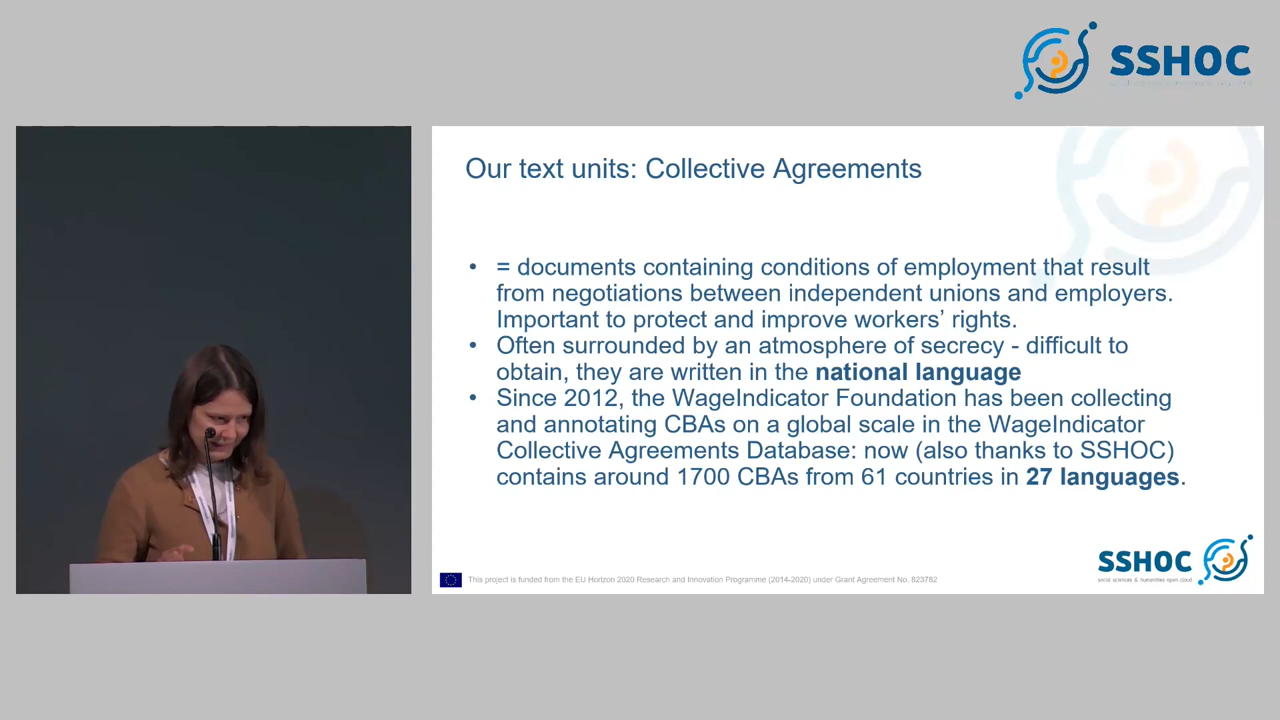 SSHOC
Our text units: Collective Agreements
• = documents containing conditions of employment that result
from negotiations between independent unions and employers.
Important to protect and improve workers’ rights.
• Often surrounded by an atmosphere of secrecy - difficult to
obtain, they are written in the national language
• Since 2012, the WageIndicator Foundation has been collecting
and annotating CBAs on a global scale in the WageIndicator
Collective Agreements Database: now (also thanks to SSHOC)
contains around 1700 CBAs from 61 countries in 27 languages.
SSHOC
social sciences & humanities open cloud
This project is funded from the EU Horizon 2020 Research and Innovation Programme (2014-2020) under Grant Agreement No. 823782